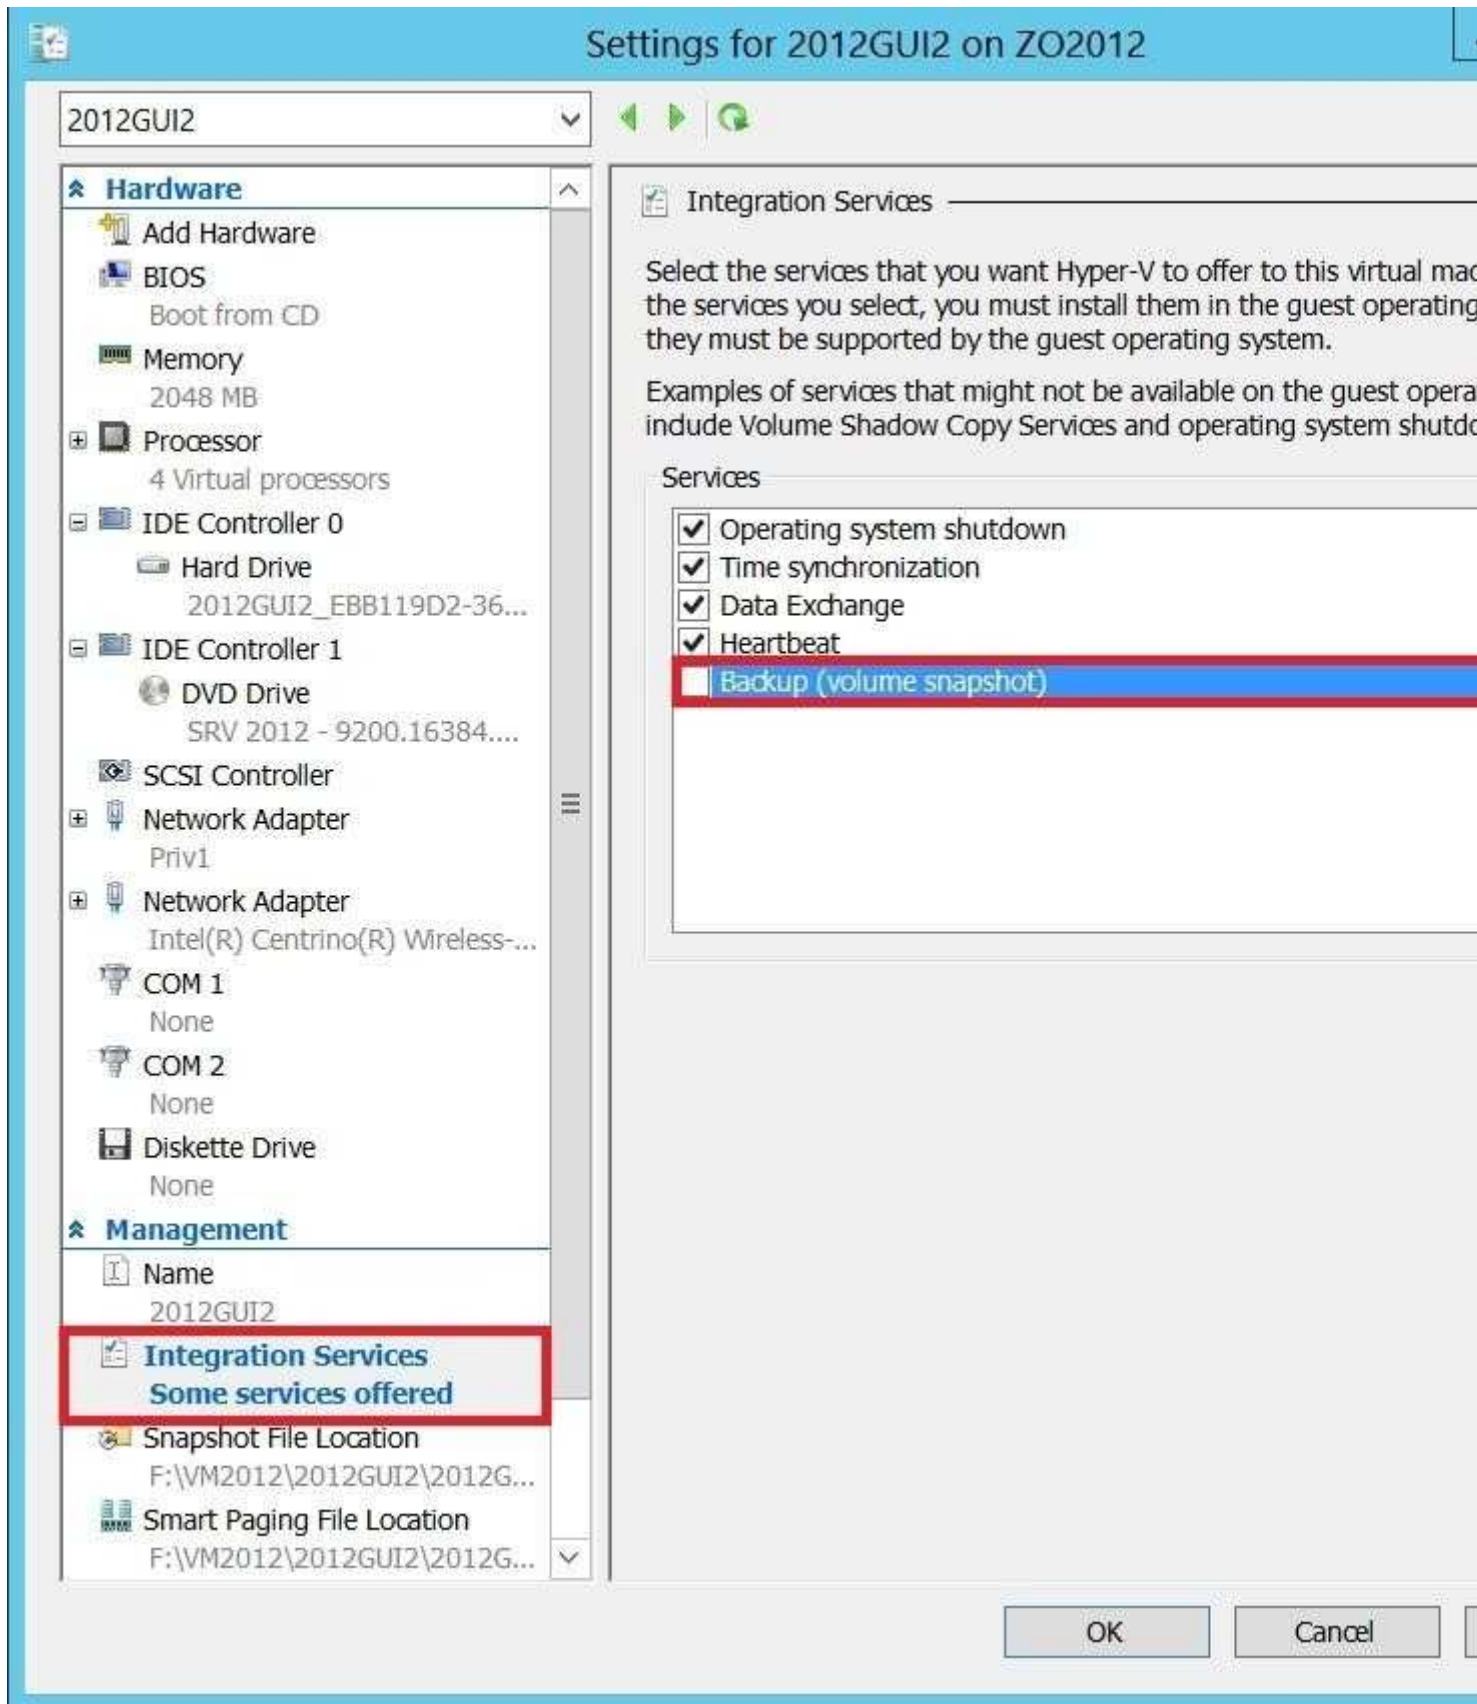 Settings for 2012GUI2 on ZO2012
2012GUI2
Hardware
Add Hardware
BIOS
Boot from CD
Memory
2048 MB
Processor
4 Virtual processors
IDE Controller 0
Hard Drive
2012GUI2_EBB119D2-36...
IDE Controller 1
DVD Drive
SRV 2012 - 9200.16384....
SCSI Controller
Network Adapter
Priv1
Network Adapter
Intel(R) Centrino(R) Wireless-...
COM 1
None
COM 2
None
Diskette Drive
None
Management
Name
2012GUI2
Integration Services
Some services offered
Snapshot File Location
F:\VM2012\2012GUI2\2012G...
Smart Paging File Location
F:\VM2012\2012GUI2\2012G...
Integration Services
Select the services that you want Hyper-V to offer to this virtual
the services you select, you must install them in the guest operating
they must be supported by the guest operating system.
Examples of services that might not be available on the guest
include Volume Shadow Copy Services and operating system
Services
Operating system shutdown
Time synchronization
Data Exchange
Heartbeat
Backup (volume snapshot)
OK
Cancel